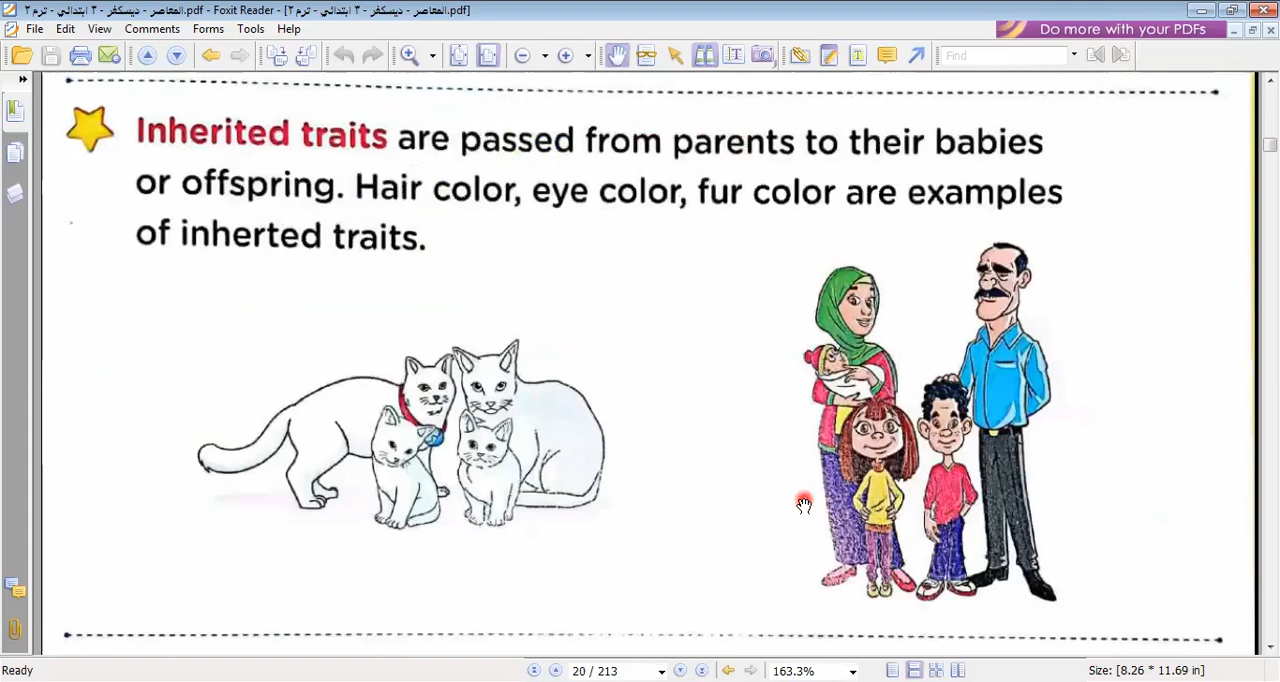 المعاصر - ديسكفر - ٣ ابتدائي - ترم ٢.pdf - Foxit Reader - [المعاصر - ديسكفر - ٣ ابتدائي - ترم ٢.pdf]
File Edit View Comments Forms Tools Help
Do more with your PDFs
Find
Inherited traits are passed from parents to their babies
or offspring. Hair color, eye color, fur color are examples
of inherted traits.
Ready
20 / 213
163.3%
Size: [8.26 * 11.69 in]